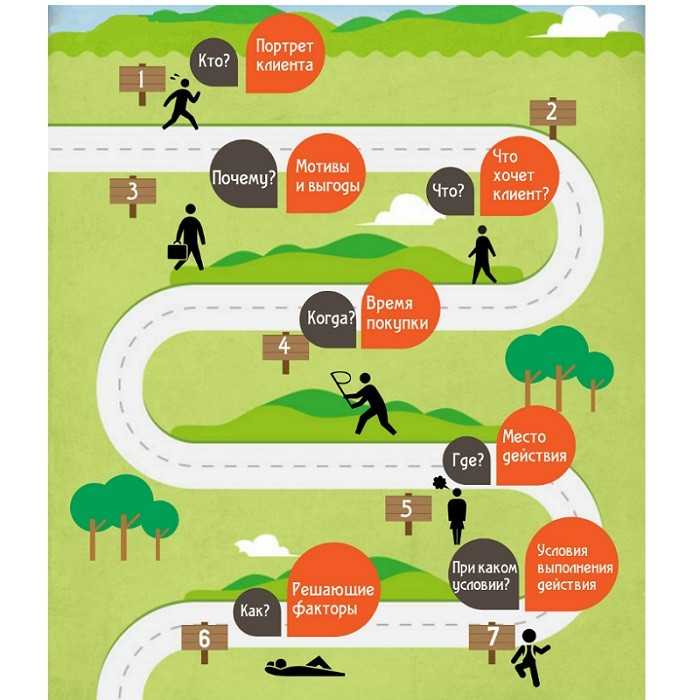 1
Кто?
Портрет
клиента
2
Что?
Что
хочет
клиент?
3
Почему?
Мотивы
и выгоды
4
Когда?
Время
покупки
5
Где?
Место
действия
6
Как?
Решающие
факторы
7
При каком
условии?
Условия
выполнения
действия